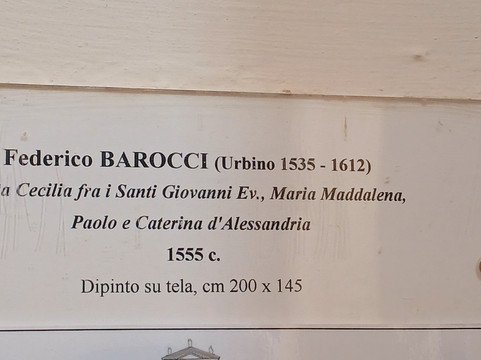 Federico BAROCCI (Urbino 1535 - 1612)
Cecilia fra i Santi Giovanni Ev., Maria Maddalena,
Paolo e Caterina d'Alessandria
1555 c.
Dipinto su tela, cm 200 x 145